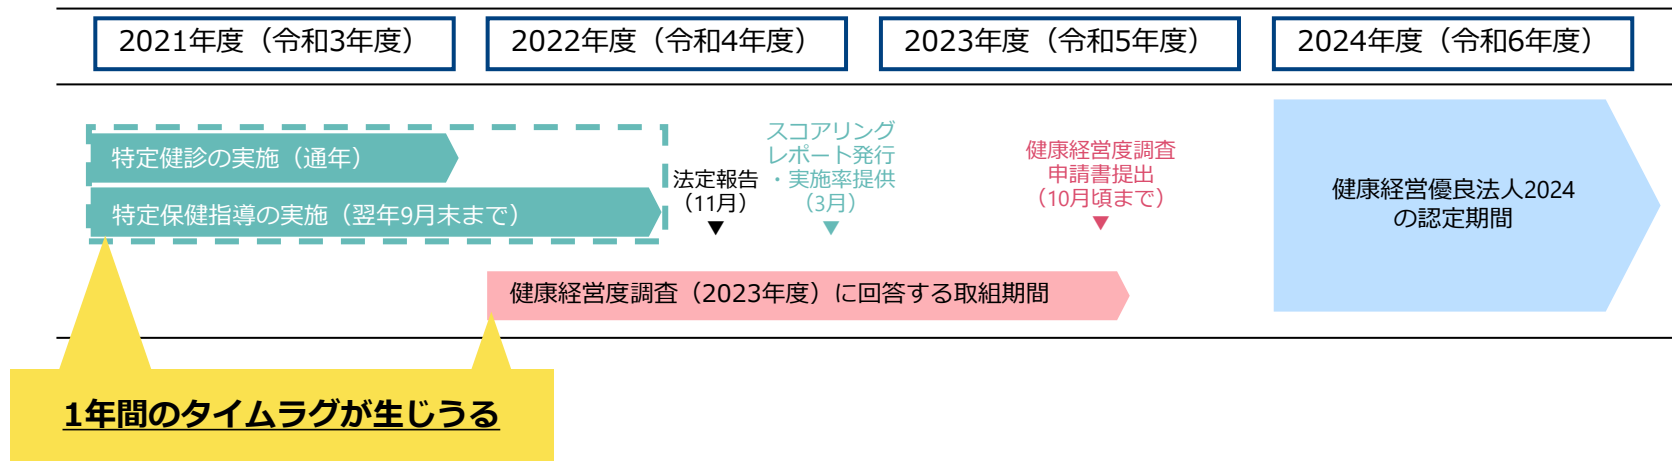 2021年度（令和3年度）
2022年度（令和4年度）
2023年度（令和5年度）
2024年度（令和6年度）
特定健診の実施（通年）
特定保健指導の実施（翌年9月末まで）
法定報告
（11月）
▼
スコアリング
レポート発行
・実施率提供
（3月）
▼
健康経営度調査
申請書提出
（10月頃まで）
▼
健康経営優良法人2024
の認定期間
健康経営度調査（2023年度）に回答する取組期間
1年間のタイムラグが生じうる